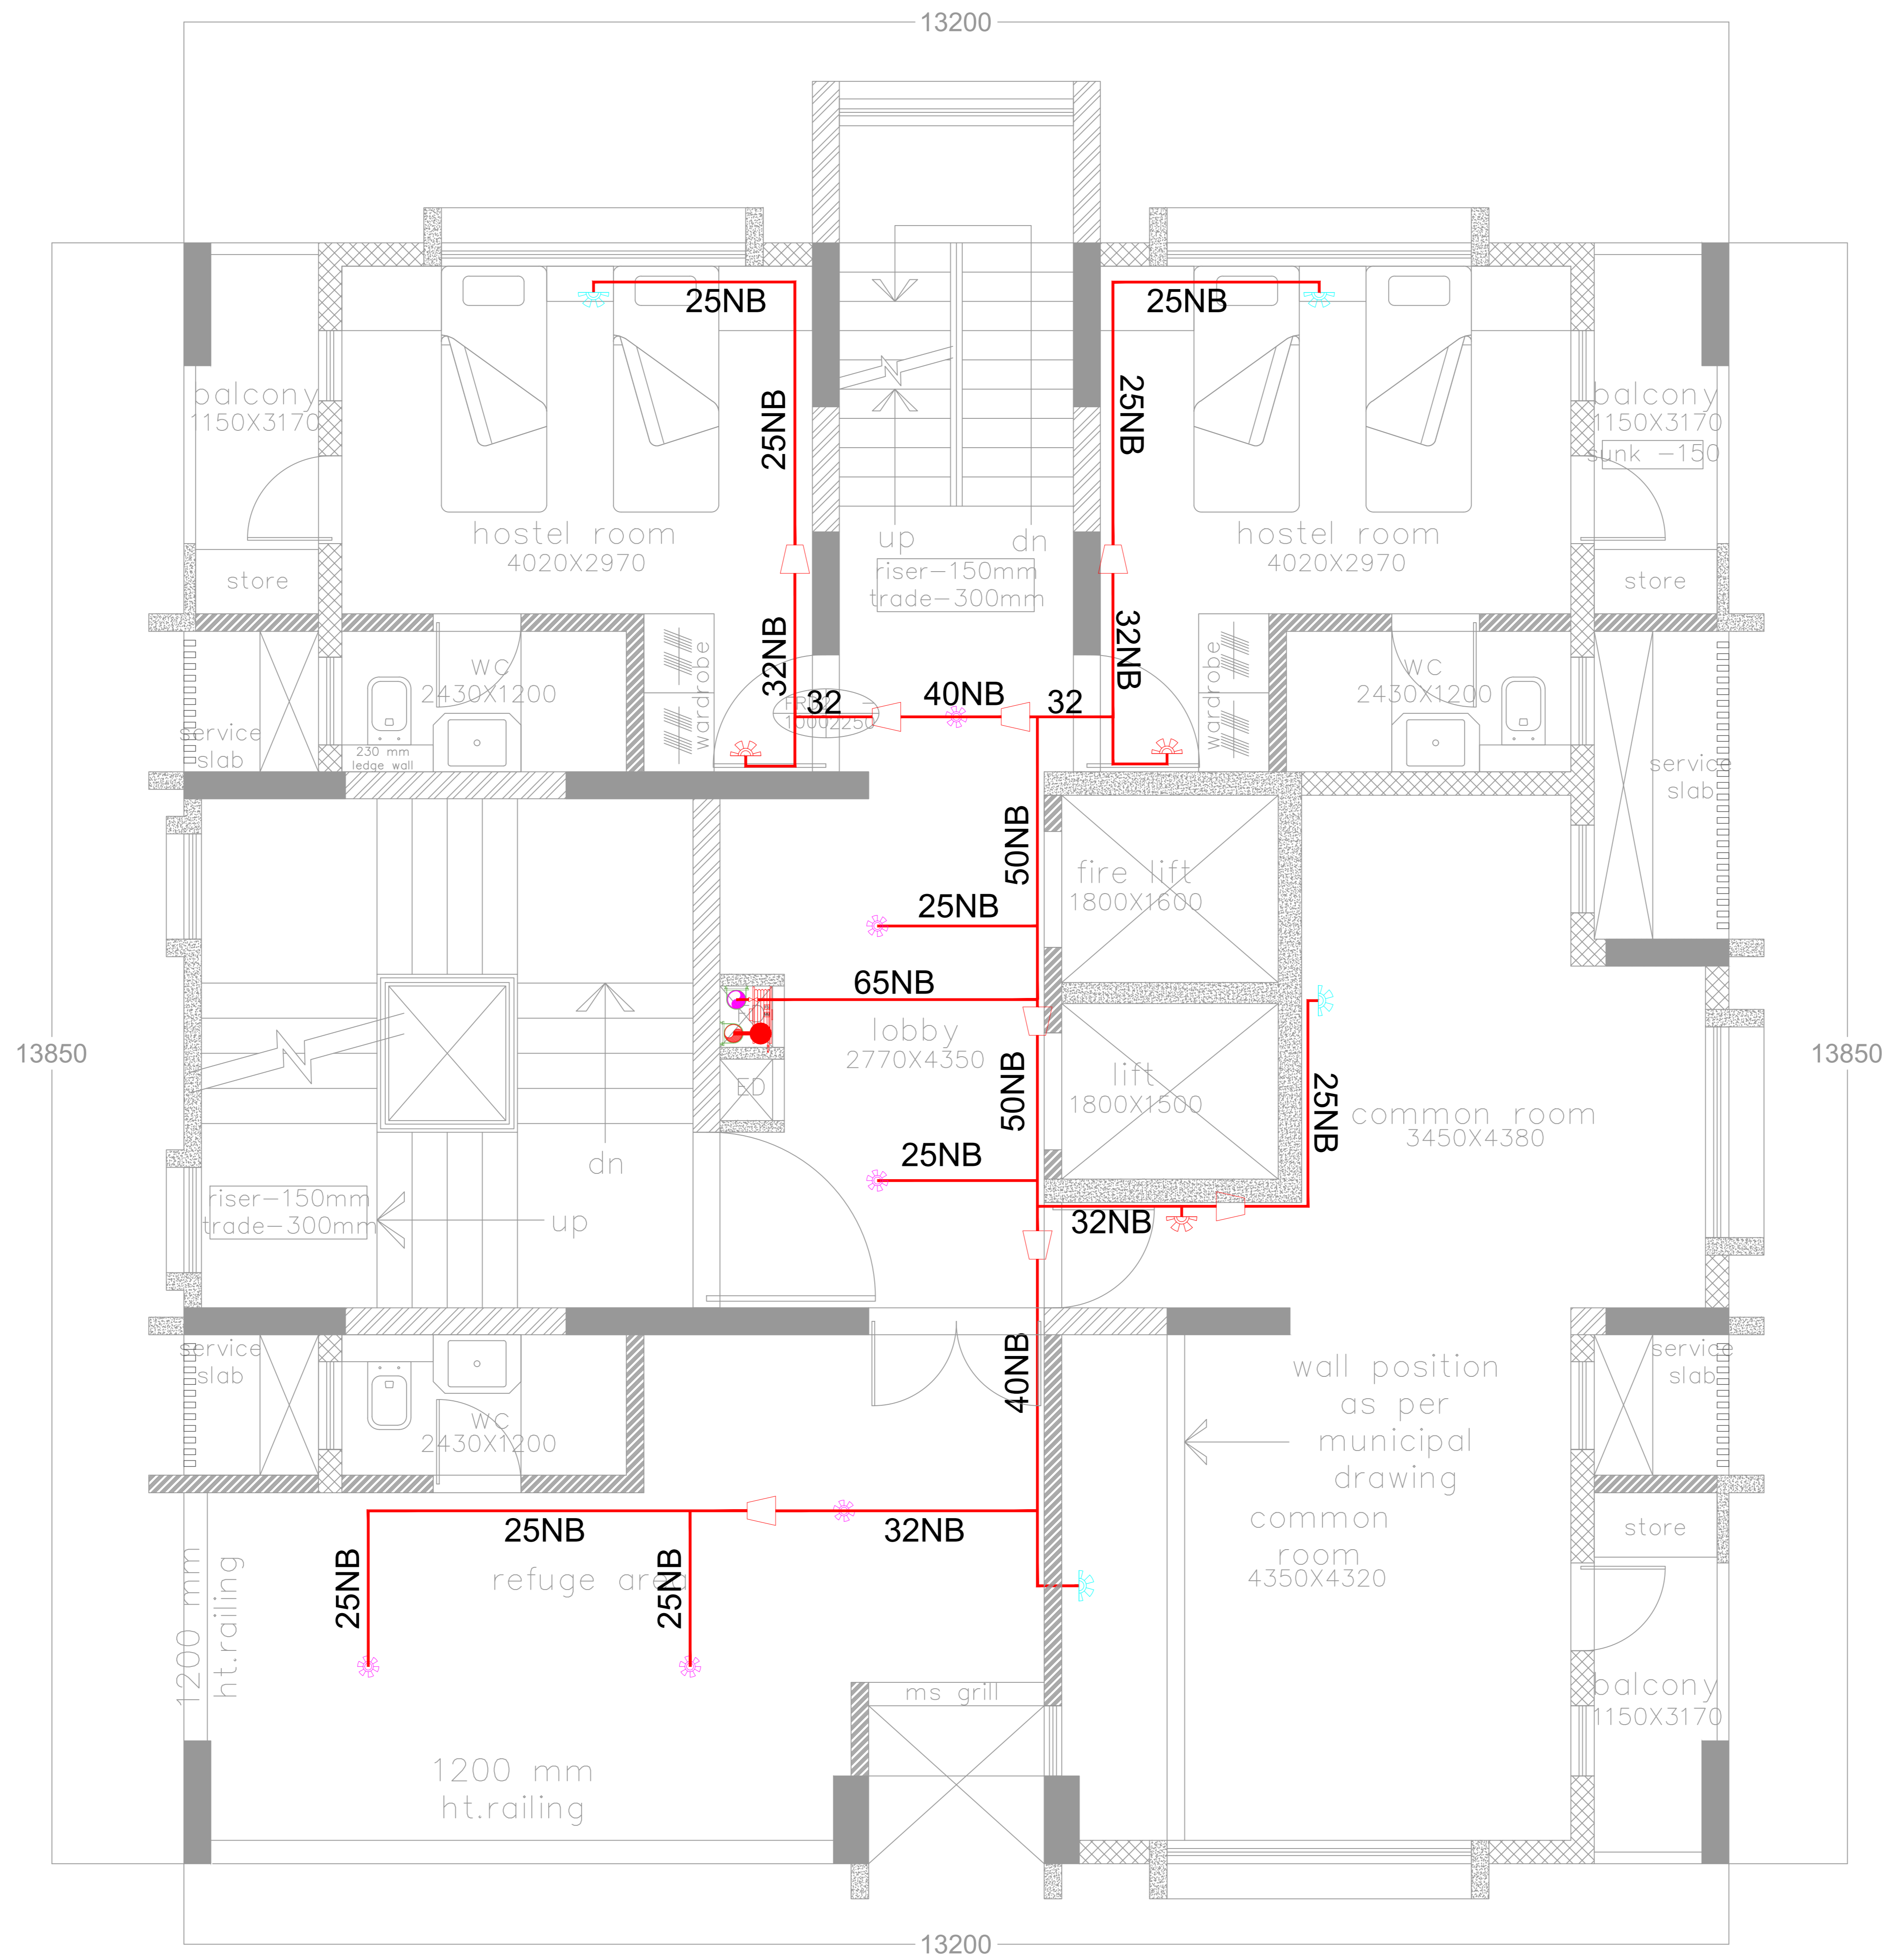 13200
25NB
25NB
balcony
1150X3170
25NB
25NB
balcony
1150X3170
sunk -150
hostel room
4020X2970
up
dn
hostel room
4020X2970
store
riser-150mm
trade-300mm
store
32NB
32NB
wardrobe
wardrobe
WC
2430X1200
WC
2430X1200
32
40NB
32
service
slab
230 mm
ledge wall
service
slab
50NB
fire lift
1800X1600
25NB
65NB
lobby
2770X4350
13850
13850
50NB
ED
lift
1800X1500
25NB
common room
3450X4380
25NB
dn
riser-150mm
trade-300mm
up
32NB
service
slab
40NB
service
slab
wall position
as per
municipal
drawing
WC
2430X1200
common
room
4350X4320
store
25NB
32NB
25NB
refuge area
25NB
1200 mm
ht.railing
ms grill
balcony
1150X3170
1200 mm
ht.railing
13200